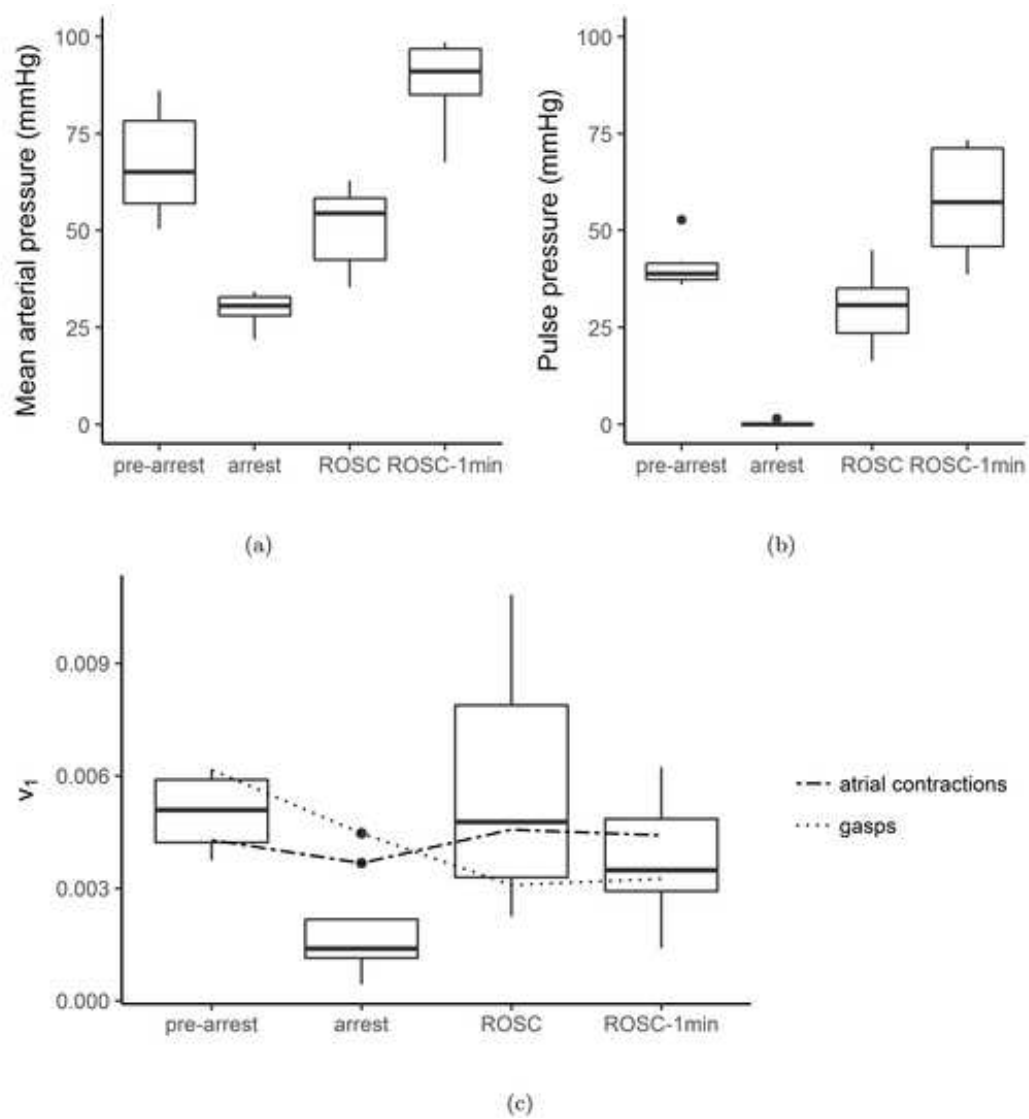 Mean arterial pressure (mmHg)
100
75
50
25
0
pre-arrest arrest ROSC ROSC-1min
(a)
Pulse pressure (mmHg)
100
75
50
25
0
pre-arrest arrest ROSC ROSC-1min
(b)
v₁
0.009
0.006
0.003
0.000
pre-arrest arrest ROSC ROSC-1min
atrial contractions
gasps
(c)